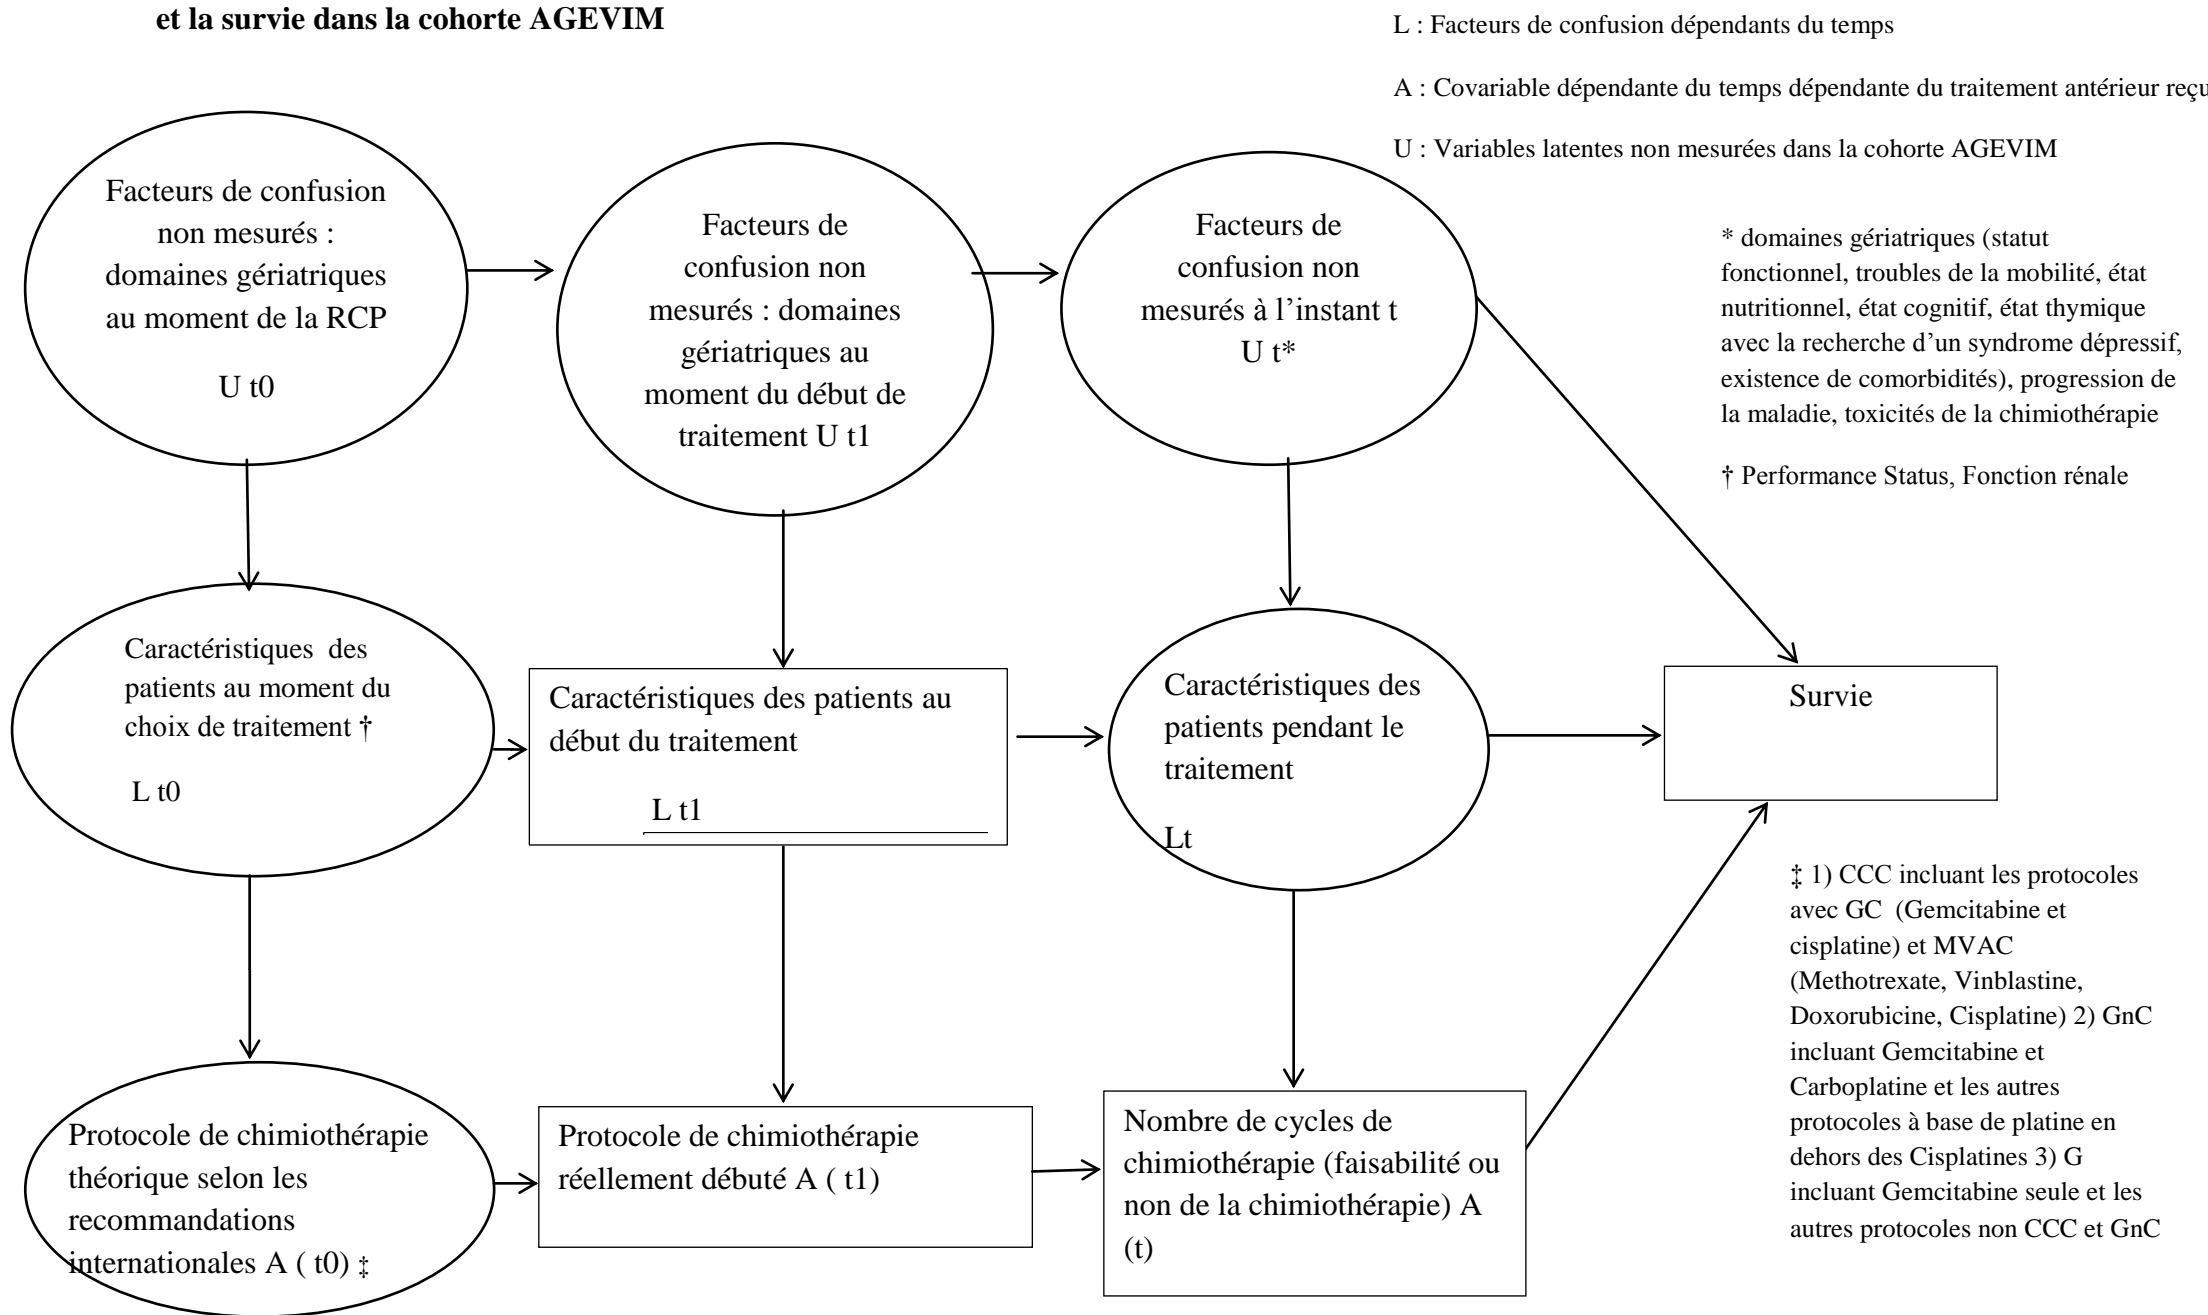 et la survie dans la cohorte AGEVIM
L : Facteurs de confusion dépendants du temps
A : Covariable dépendante du temps dépendante du traitement antérieur reçu
U : Variables latentes non mesurées dans la cohorte AGEVIM
Facteurs de confusion
non mesurés :
domaines gériatriques
au moment de la RCP
U t0
Facteurs de
confusion non
mesurés : domaines
gériatriques au
moment du début de
traitement U t1
Facteurs de
confusion non
mesurés à l’instant t
U t*
* domaines gériatriques (statut
fonctionnel, troubles de la mobilité, état
nutritionnel, état cognitif, état thymique
avec la recherche d’un syndrome dépressif,
existence de comorbidités), progression de
la maladie, toxicités de la chimiothérapie
† Performance Status, Fonction rénale
Caractéristiques des
patients au moment du
choix de traitement †
L t0
Caractéristiques des patients au
début du traitement
L t1
Caractéristiques des
patients pendant le
traitement
Lt
Survie
‡ 1) CCC incluant les protocoles
avec GC (Gemcitabine et
cisplatine) et MVAC
(Methotrexate, Vinblastine,
Doxorubicine, Cisplatine) 2) GnC
incluant Gemcitabine et
Carboplatine et les autres
protocoles à base de platine en
dehors des Cisplatines 3) G
incluant Gemcitabine seule et les
autres protocoles non CCC et GnC
Protocole de chimiothérapie
théorique selon les
recommandations
internationales A ( t0) ‡
Protocole de chimiothérapie
réellement débuté A ( t1)
Nombre de cycles de
chimiothérapie (faisabilité ou
non de la chimiothérapie) A
(t)